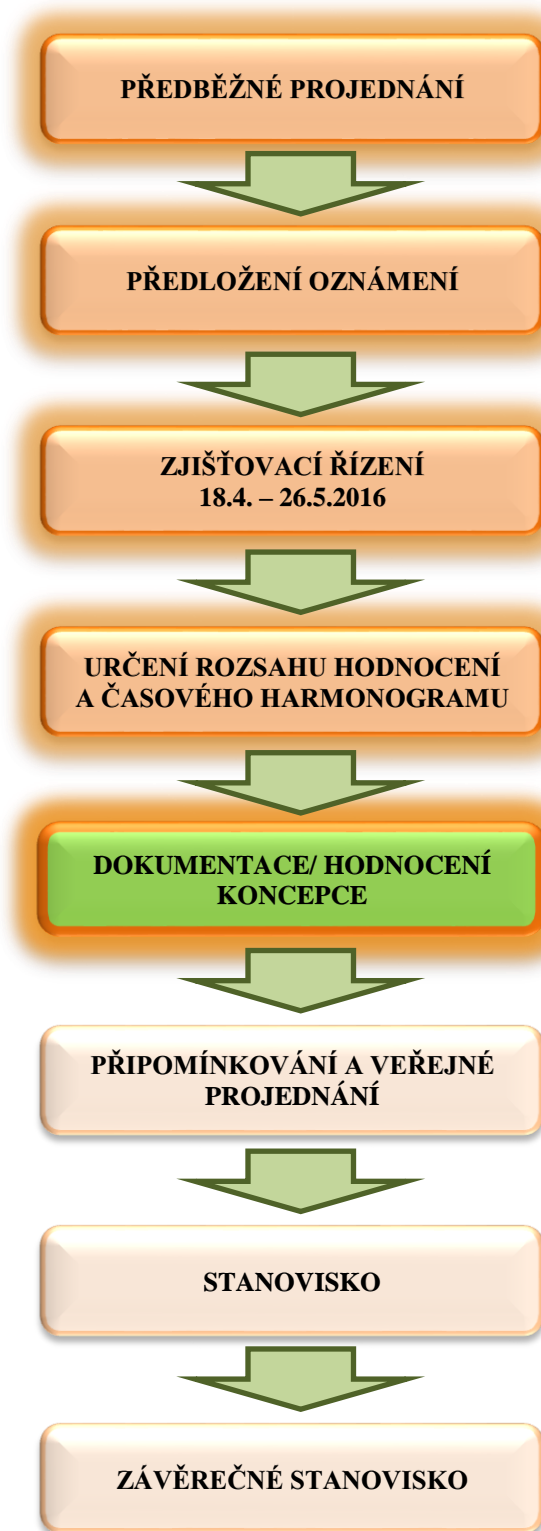 PŘEDBĚŽNÉ PROJEDNÁNÍ
PŘEDLOŽENÍ OZNÁMENÍ
ZJIŠŤOVACÍ ŘÍZENÍ
18.4. – 26.5.2016
URČENÍ ROZSAHU HODNOCENÍ
A ČASOVÉHO HARMONOGRAMU
DOKUMENTACE/ HODNOCENÍ
KONCEPCE
PŘIPOMÍNKOVÁNÍ A VEŘEJNÉ
PROJEDNÁNÍ
STANOVISKO
ZÁVĚREČNÉ STANOVISKO